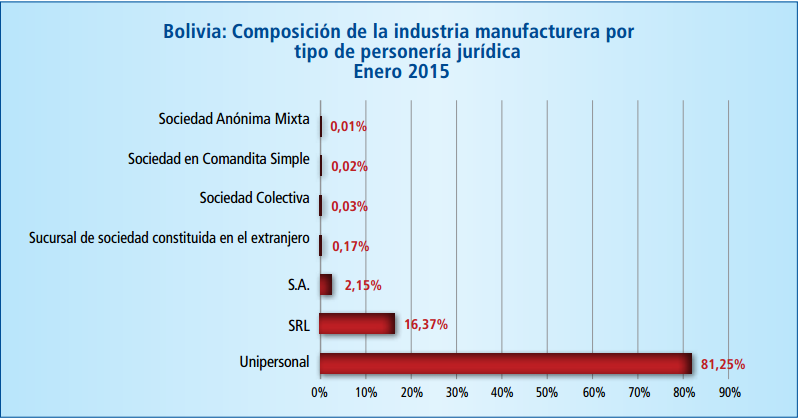 Bolivia: Composición de la industria manufacturera por
tipo de personería jurídica
Enero 2015
Sociedad Anónima Mixta 0,01%
Sociedad en Comandita Simple 0,02%
Sociedad Colectiva 0,03%
Sucursal de sociedad constituida en el extranjero 0,17%
S.A. 2,15%
SRL 16,37%
Unipersonal 81,25%
0% 10% 20% 30% 40% 50% 60% 70% 80% 90%